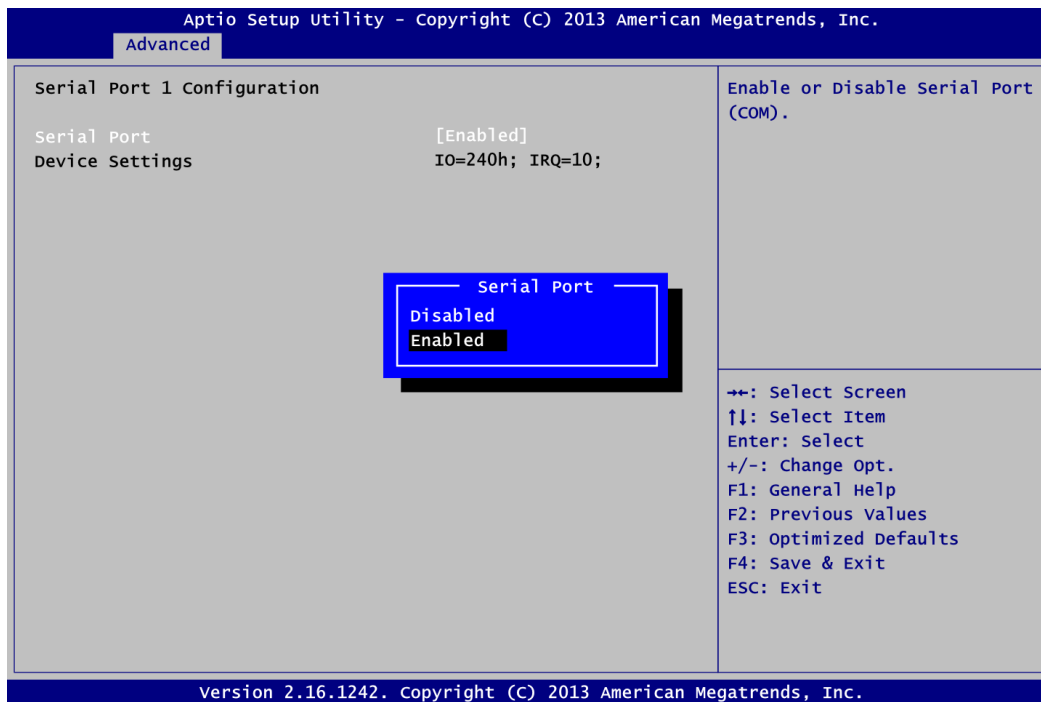 Aptio Setup Utility - Copyright (C) 2013 American Megatrends, Inc.
Advanced
Serial Port 1 Configuration
Serial Port [Enabled]
Device Settings IO=240h; IRQ=10;
Enable or Disable Serial Port
(COM).
Serial Port
Disabled
Enabled
→←: Select Screen
↑↓: Select Item
Enter: Select
+/-: Change Opt.
F1: General Help
F2: Previous Values
F3: Optimized Defaults
F4: Save & Exit
ESC: Exit
Version 2.16.1242. Copyright (C) 2013 American Megatrends, Inc.